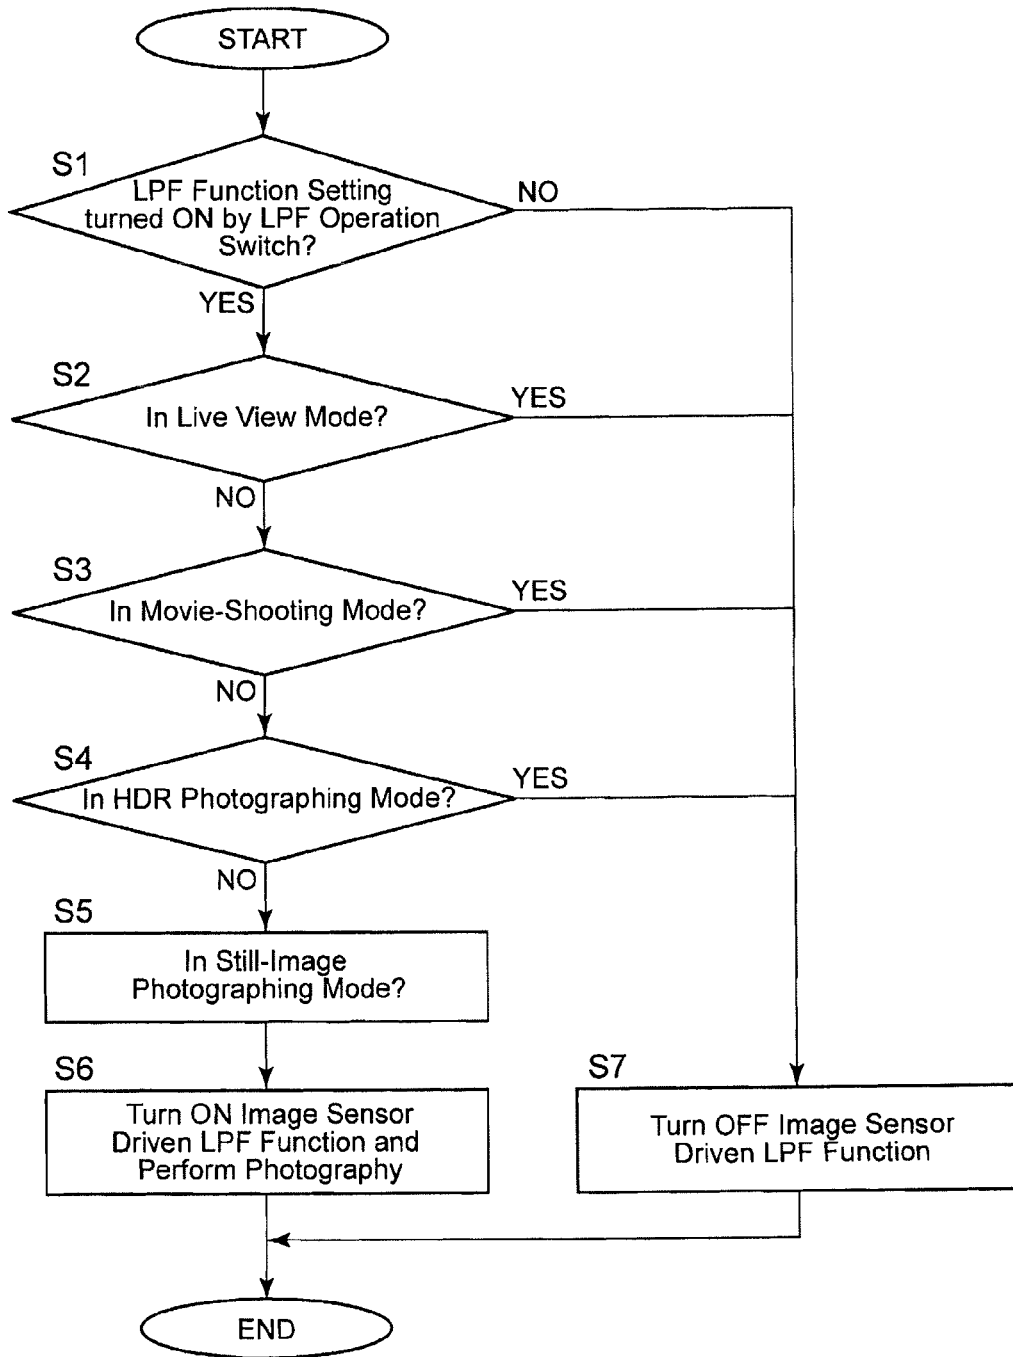 START
S1
LPF Function Setting
turned ON by LPF Operation
Switch?
NO
YES
S2
In Live View Mode?
YES
NO
S3
In Movie-Shooting Mode?
YES
NO
S4
In HDR Photographing Mode?
YES
NO
S5
In Still-Image
Photographing Mode?
S6
Turn ON Image Sensor
Driven LPF Function and
Perform Photography
S7
Turn OFF Image Sensor
Driven LPF Function
END